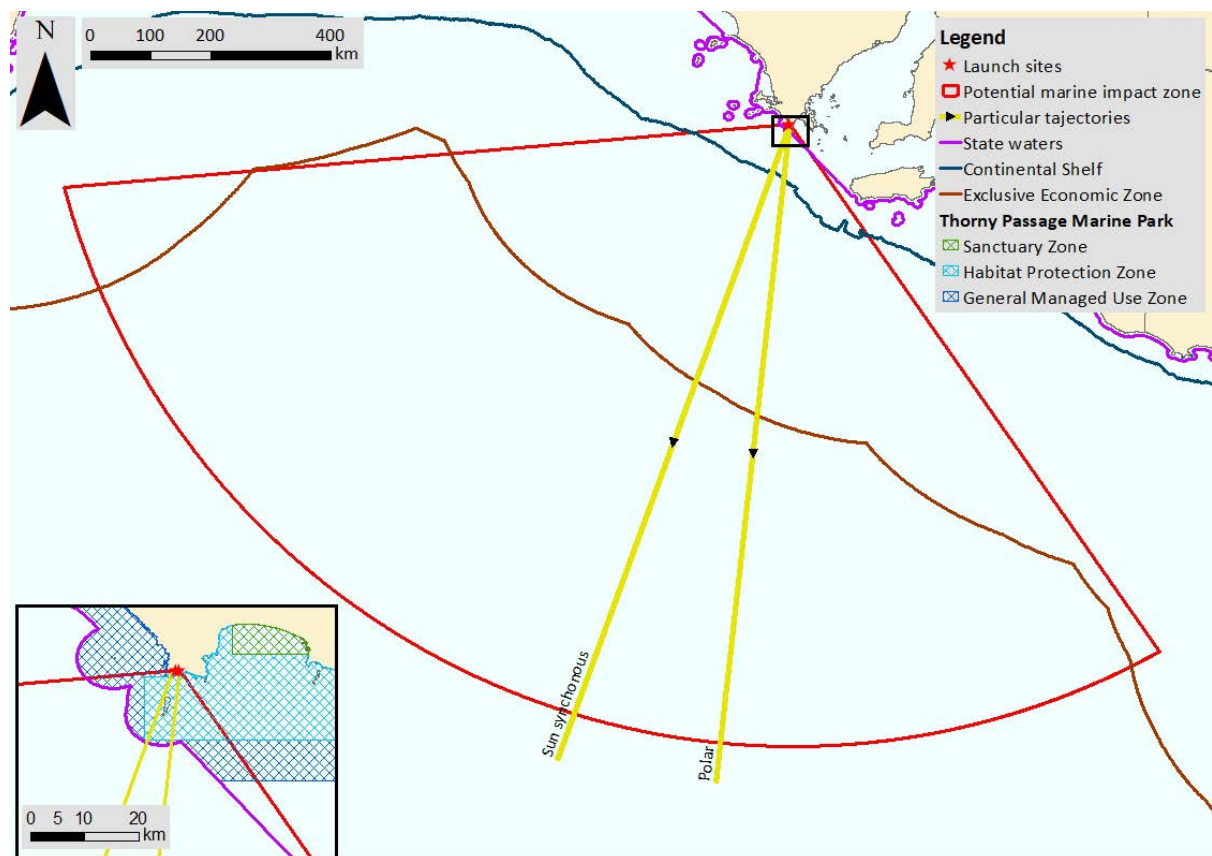 N
0 100 200 400
km
Legend
Launch sites
Potential marine impact zone
Particular tajectories
State waters
Continental Shelf
Exclusive Economic Zone
Thorny Passage Marine Park
Sanctuary Zone
Habitat Protection Zone
General Managed Use Zone
Sun synchonous
Polar
0 5 10 20
km